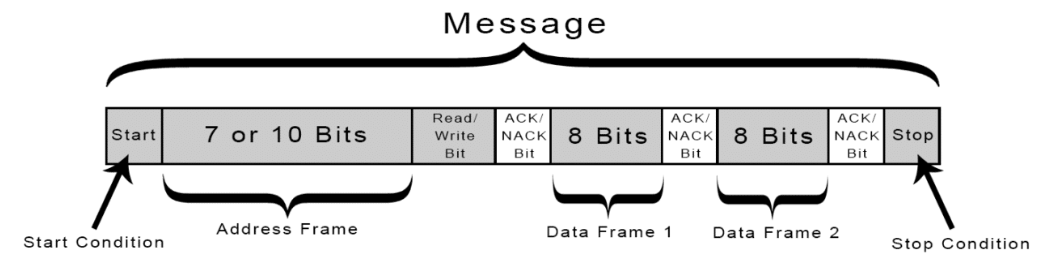 Message
Start
7 or 10 Bits
Read/
Write
Bit
ACK/
NACK
Bit
8 Bits
ACK/
NACK
Bit
8 Bits
ACK/
NACK
Bit
Stop
Start Condition
Address Frame
Data Frame 1
Data Frame 2
Stop Condition